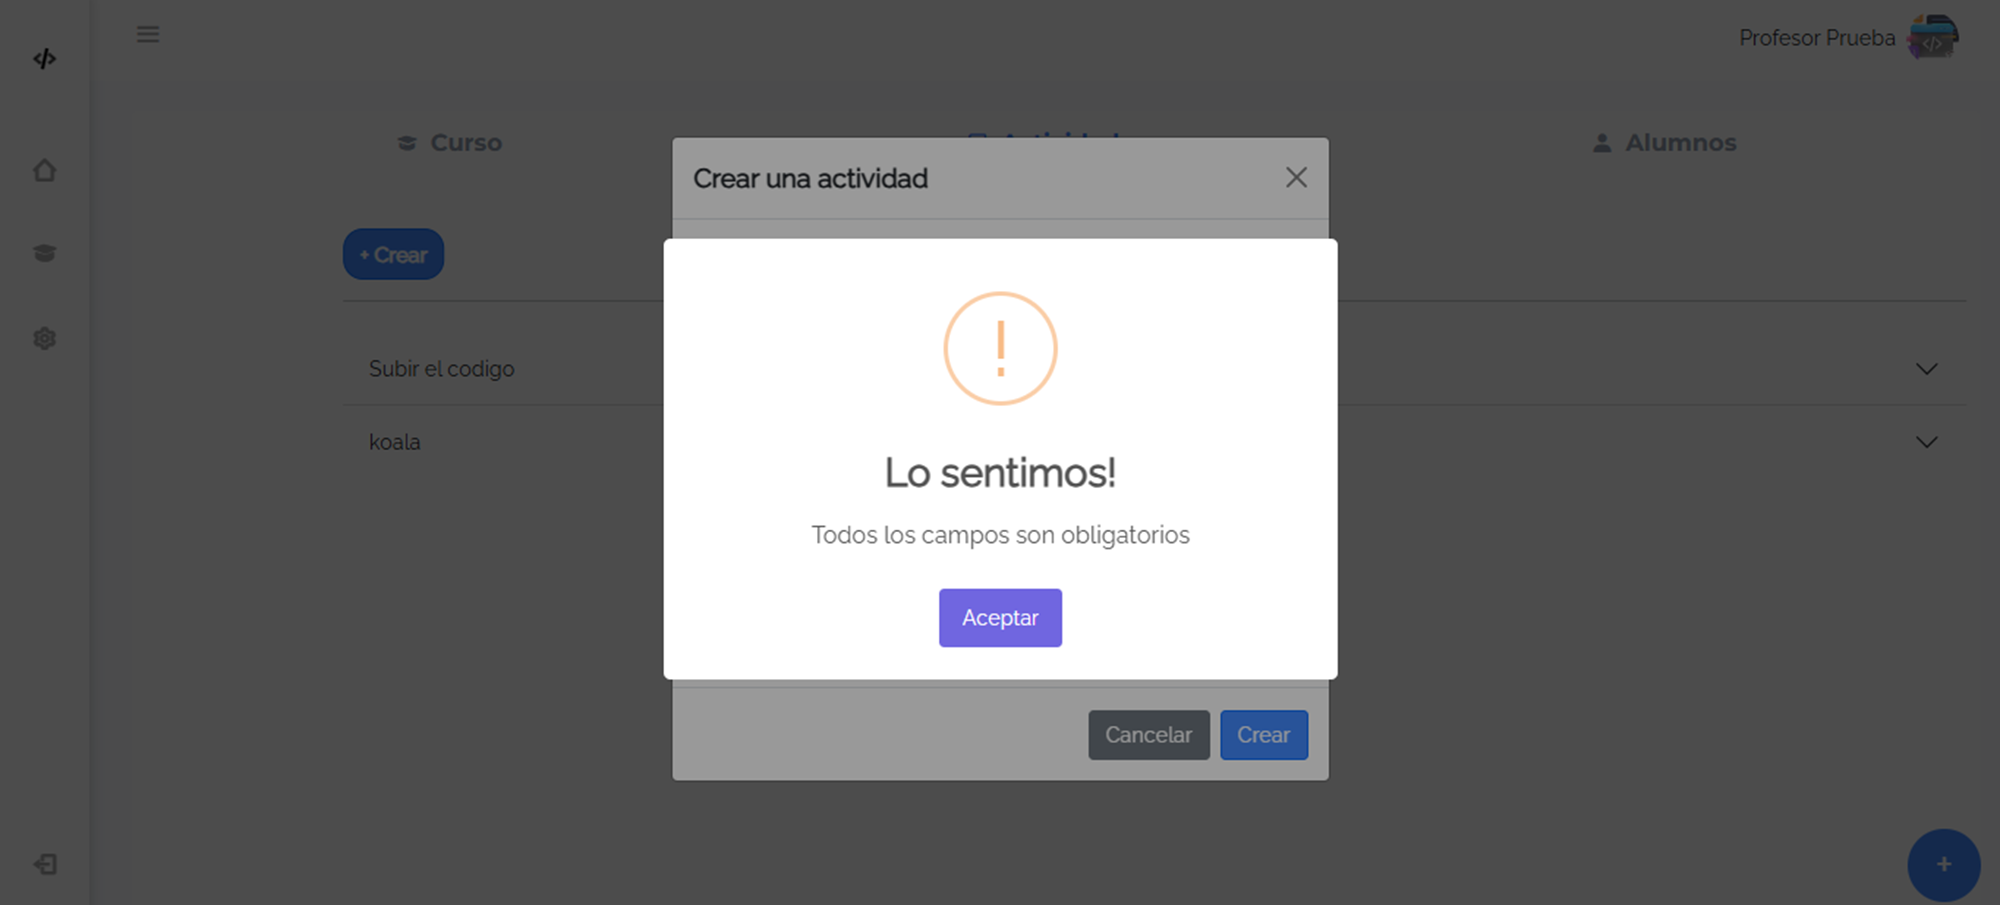 Profesor Prueba
Curso
Alumnos
Crear una actividad
+ Crear
Lo sentimos!
Todos los campos son obligatorios
Aceptar
Subir el codigo
koala
Cancelar
Crear
+